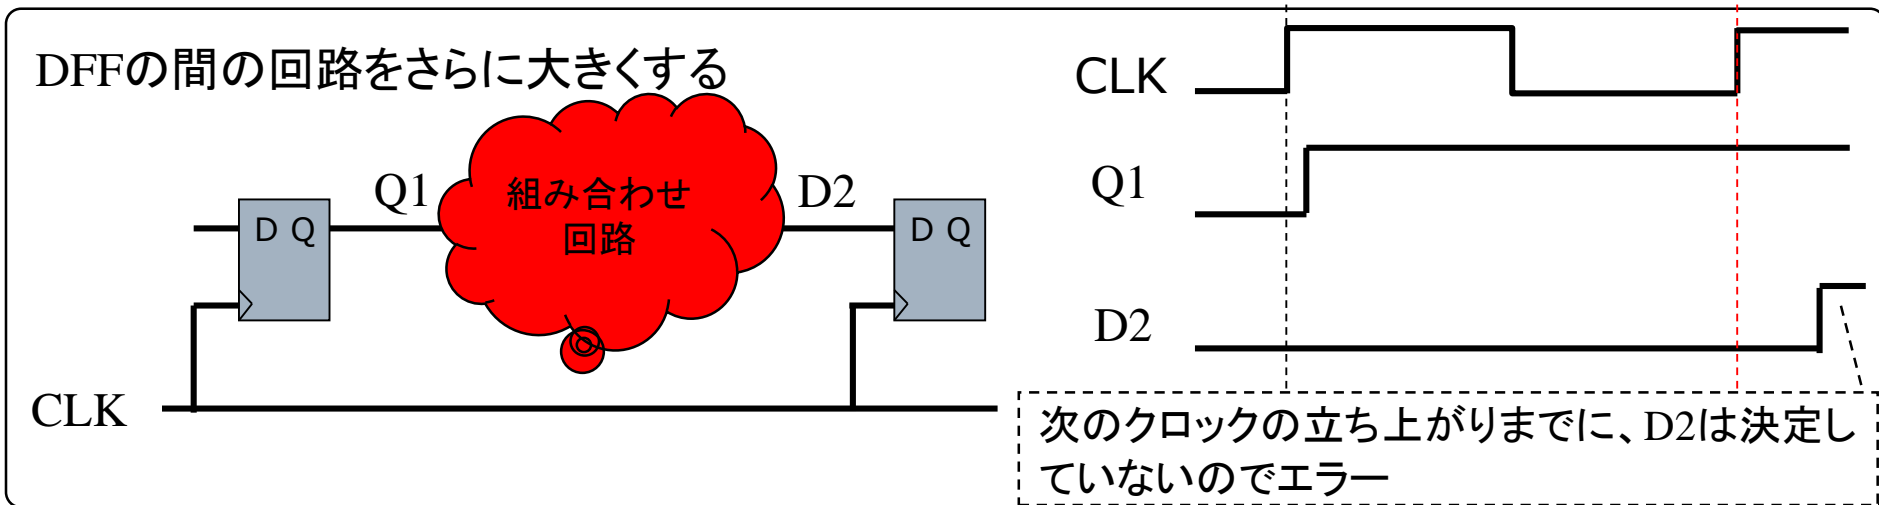 DFFの間の回路をさらに大きくする
Q1
組み合わせ
回路
D2
D Q
D Q
CLK
CLK
Q1
D2
次のクロックの立ち上がりまでに、D2は決定し
ていないのでエラー